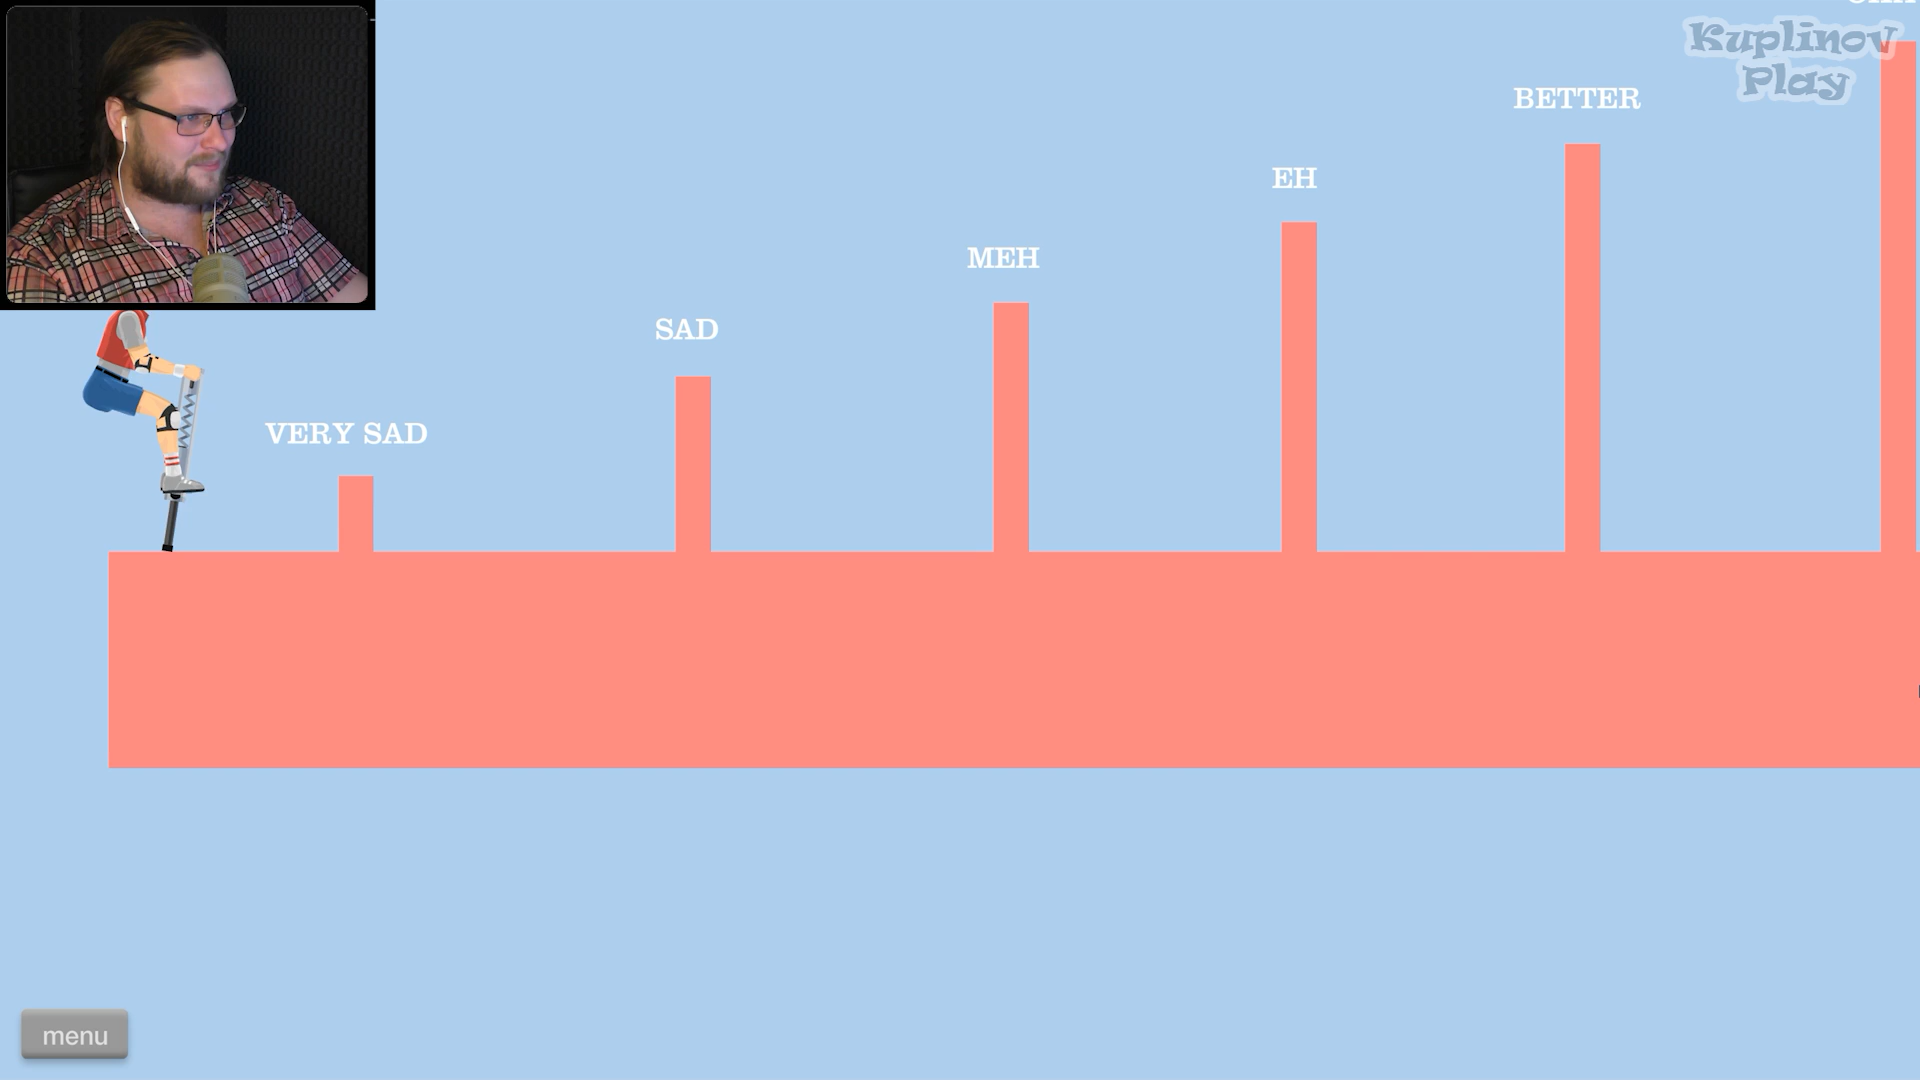 Kuplinov
Play
BETTER
EH
MEH
SAD
VERY SAD
menu